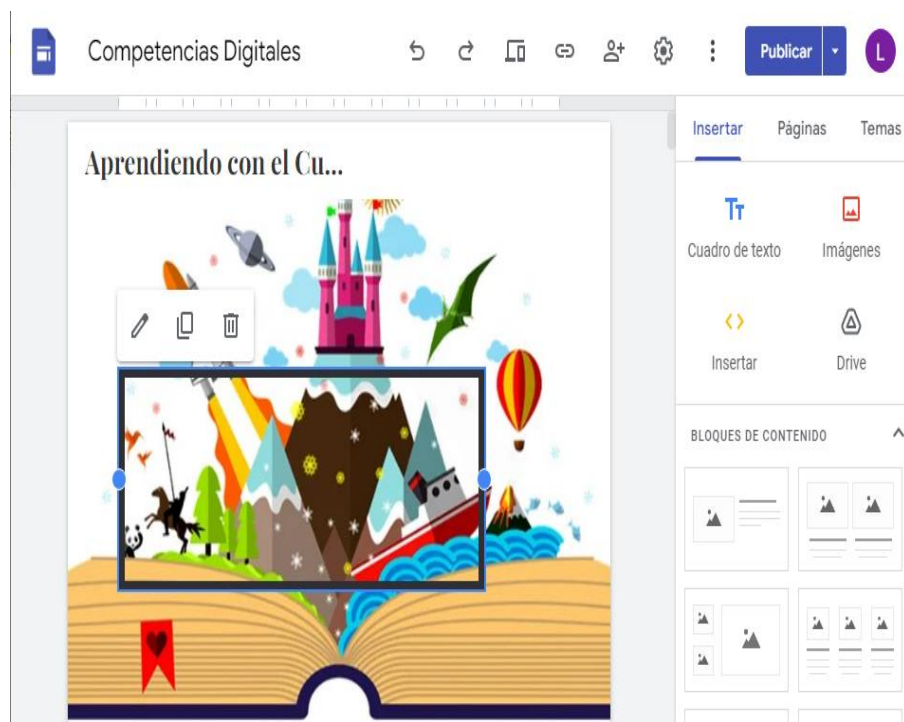 Competencias Digitales
Publicar
L
Insertar Páginas Temas
Aprendiendo con el Cu...
Cuadro de texto Imágenes
Insertar Drive
BLOQUES DE CONTENIDO